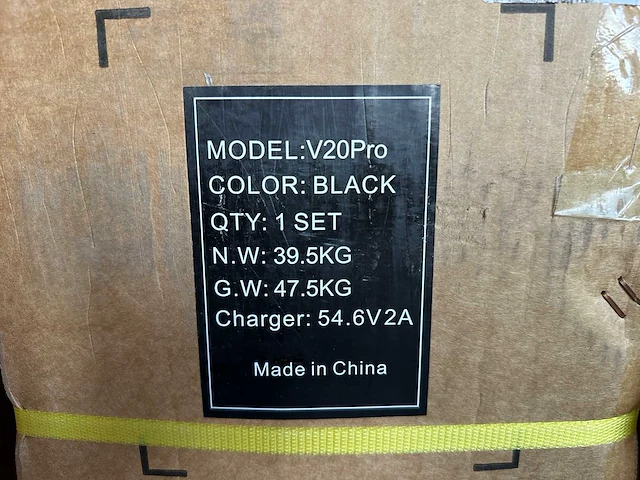 MODEL:V20Pro
COLOR: BLACK
QTY: 1 SET
N.W: 39.5KG
G.W: 47.5KG
Charger: 54.6V2A
Made in China